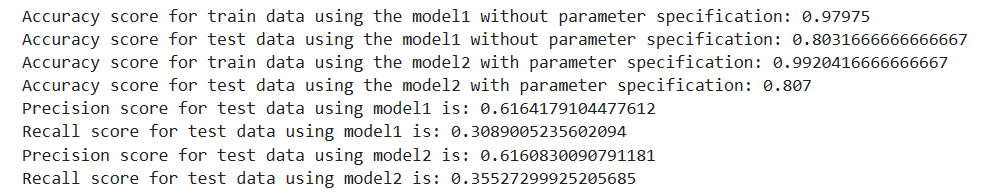 Accuracy score for train data using the model1 without parameter specification: 0.97975
Accuracy score for test data using the model1 without parameter specification: 0.8031666666666667
Accuracy score for train data using the model2 with parameter specification: 0.9920416666666667
Accuracy score for test data using the model2 with parameter specification: 0.807
Precision score for test data using model1 is: 0.6164179104477612
Recall score for test data using model1 is: 0.3089005235602094
Precision score for test data using model2 is: 0.6160830090791181
Recall score for test data using model2 is: 0.35527299925205685